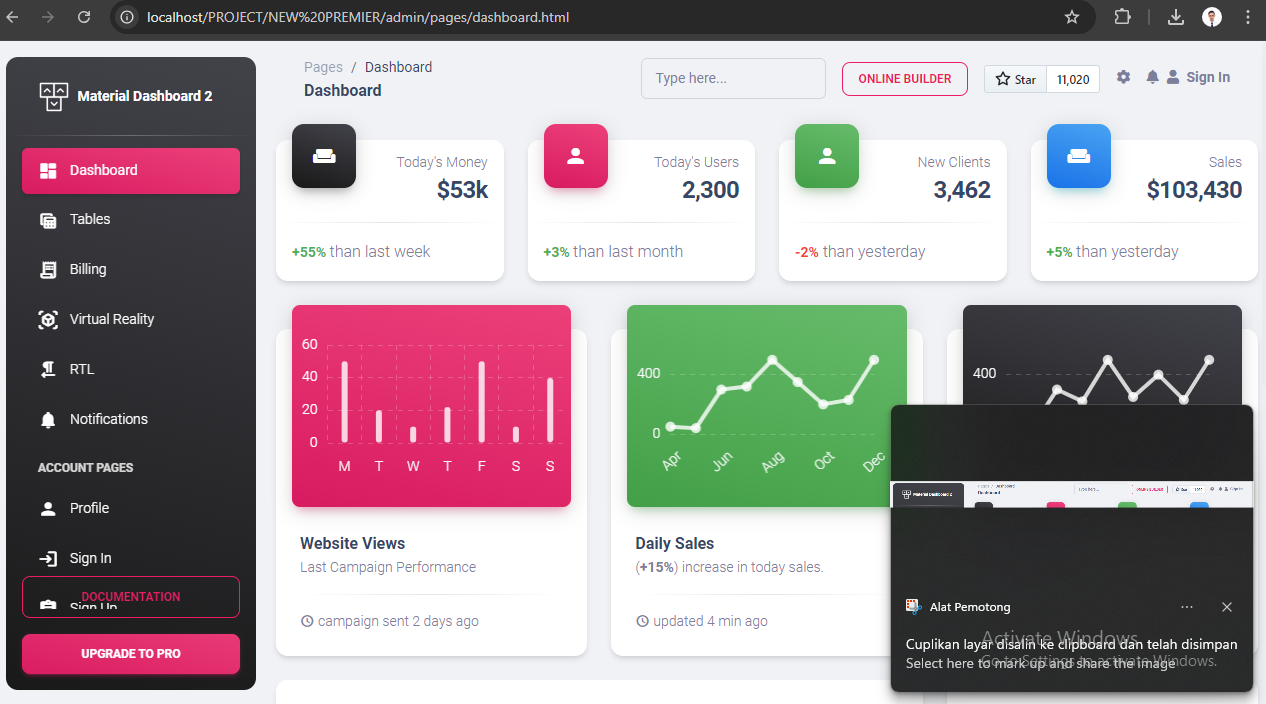 localhost/PROJECT/NEW%20PREMIER/admin/pages/dashboard.html
Material Dashboard 2
Dashboard
Tables
Billing
Virtual Reality
RTL
Notifications
ACCOUNT PAGES
Profile
Sign In
Sign Up
DOCUMENTATION
UPGRADE TO PRO
Pages / Dashboard
Dashboard
Type here...
ONLINE BUILDER
Star 11,020
Sign In
Today's Money
$53k
+55% than last week
Today's Users
2,300
+3% than last month
New Clients
3,462
-2% than yesterday
Sales
$103,430
+5% than yesterday
60
40
20
0
M T W T F S S
Website Views
Last Campaign Performance
campaign sent 2 days ago
400
0
Apr Jun Aug Oct Dec
Daily Sales
(+15%) increase in today sales.
updated 4 min ago
400
Material Dashboard 2
Dashboard
Alat Pemotong
Cuplikan layar disalin ke clipboard dan telah disimpan
Select here to mark up and share the image
Activate Windows
Go to Settings to activate Windows.